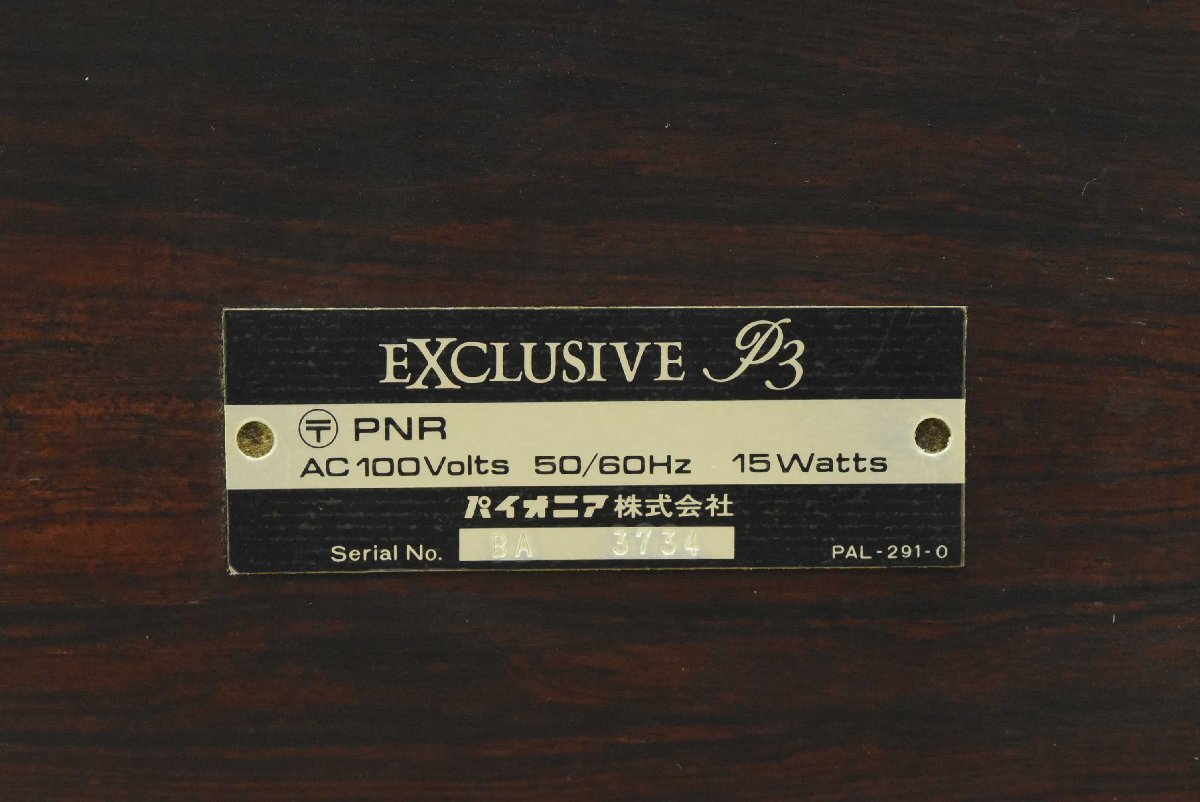 EXCLUSIVE P3
〒 PNR
AC 100Volts 50/60Hz 15Watts
パイオニア株式会社
Serial No. BA 3734 PAL-291-0